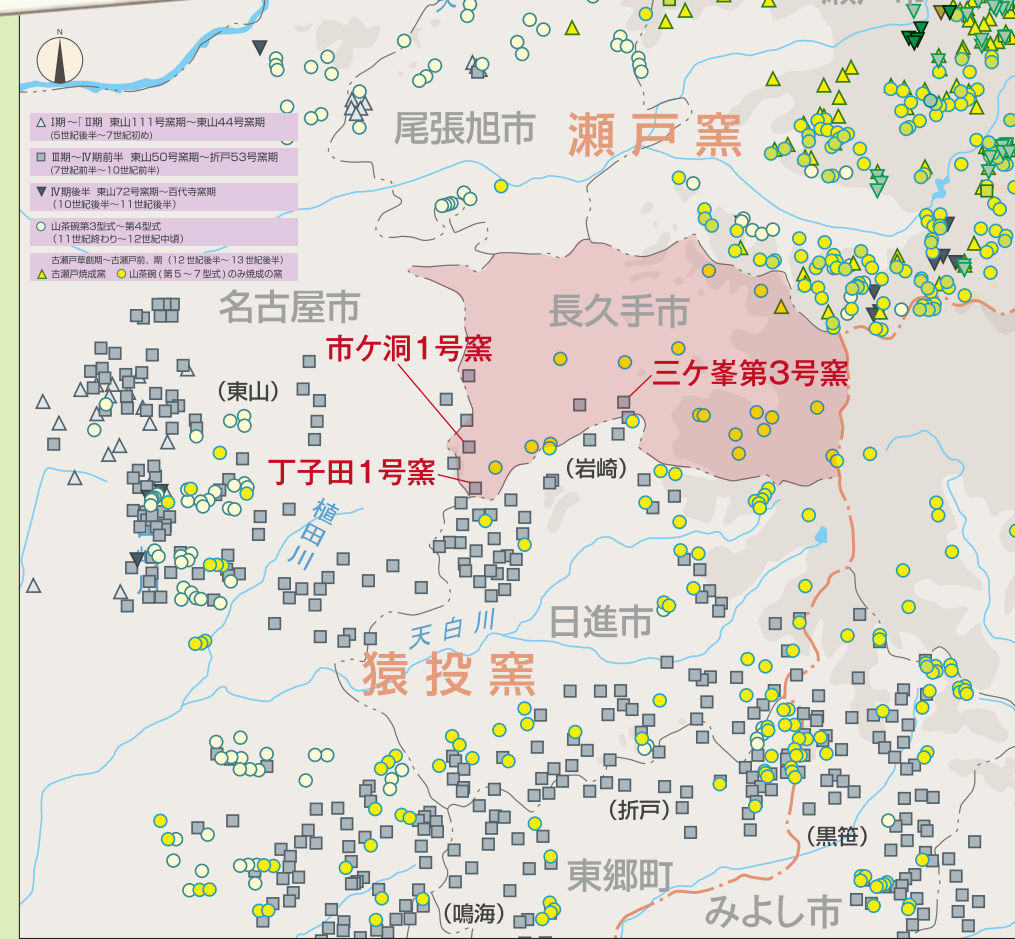 N
Ⅰ期～「Ⅱ期 東山111号窯期～東山44号窯期
(5世紀後半～7世紀初め)
Ⅲ期～Ⅳ期前半 東山50号窯期～折戸53号窯期
(7世紀前半～10世紀前半)
Ⅳ期後半 東山72号窯期～百代寺窯期
(10世紀後半～11世紀後半)
山茶碗第3型式～第4型式
(11世紀終わり～12世紀中頃)
古瀬戸草創期～古瀬戸前、期（12世紀後半～13世紀後半）
古瀬戸焼成窯 山茶碗(第5～7型式)のみ焼成の窯
尾張旭市
瀬戸窯
名古屋市
長久手市
市ケ洞1号窯
三ケ峯第3号窯
(東山)
(岩崎)
丁子田1号窯
植田川
天白川
日進市
猿投窯
(折戸)
(黒笹)
東郷町
みよし市
(鳴海)